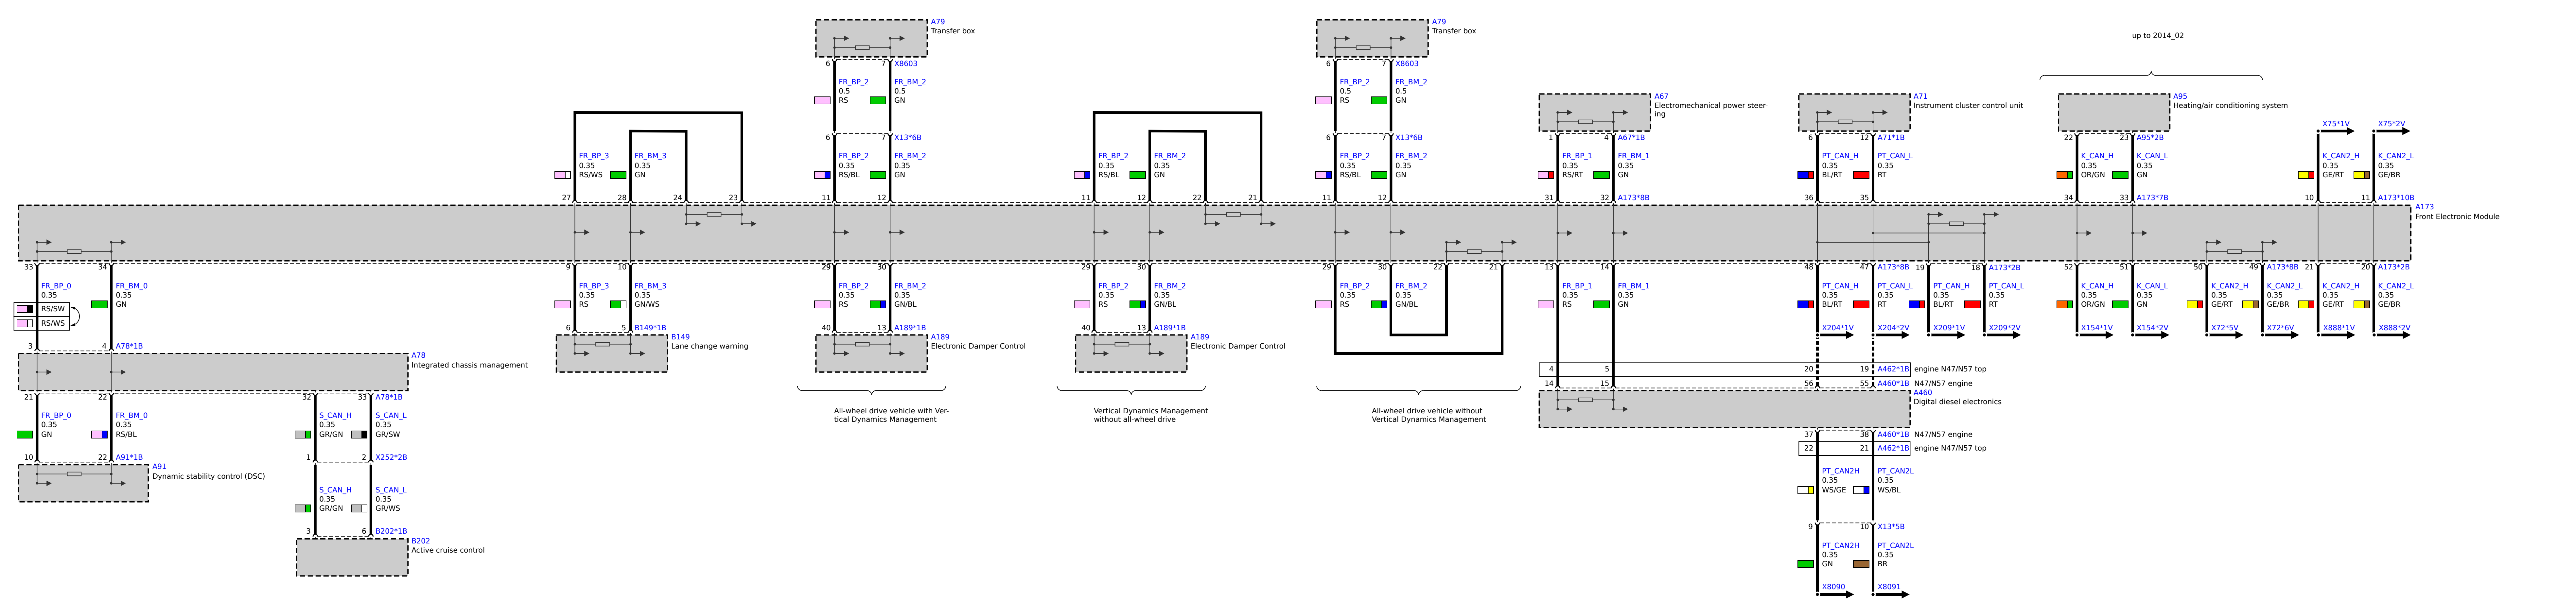 A79
Transfer box
A79
Transfer box
up to 2014_02
6 7 X8603
6 7 X8603
FR_BP_2 FR_BM_2
0.5 0.5
RS GN
FR_BP_2 FR_BM_2
0.5 0.5
RS GN
A67
Electromechanical power steer-
ing
A71
Instrument cluster control unit
A95
Heating/air conditioning system
X75*1V X75*2V
6 7 X13*6B
6 7 X13*6B
1 4 A67*1B
6 12 A71*1B
22 23 A95*2B
FR_BP_3 FR_BM_3
0.35 0.35
RS/WS GN
FR_BP_2 FR_BM_2
0.35 0.35
RS/BL GN
FR_BP_2 FR_BM_2
0.35 0.35
RS/BL GN
FR_BP_2 FR_BM_2
0.35 0.35
RS/BL GN
FR_BP_1 FR_BM_1
0.35 0.35
RS/RT GN
PT_CAN_H PT_CAN_L
0.35 0.35
BL/RT RT
K_CAN_H K_CAN_L
0.35 0.35
OR/GN GN
K_CAN2_H K_CAN2_L
0.35 0.35
GE/RT GE/BR
27 28 24 23
11 12
11 12 22 21
11 12
31 32 A173*8B
36 35
34 33 A173*7B
10 11 A173*10B
A173
Front Electronic Module
33 34
9 10
29 30
29 30
29 30 22 21
13 14
48 47 A173*8B 19 18 A173*2B
52 51
50 49 A173*8B 21 20 A173*2B
FR_BP_0 FR_BM_0
0.35 0.35
RS/SW GN
RS/WS
FR_BP_3 FR_BM_3
0.35 0.35
RS GN/WS
FR_BP_2 FR_BM_2
0.35 0.35
RS GN/BL
FR_BP_2 FR_BM_2
0.35 0.35
RS GN/BL
FR_BP_2 FR_BM_2
0.35 0.35
RS GN/BL
FR_BP_1 FR_BM_1
0.35 0.35
RS GN
PT_CAN_H PT_CAN_L PT_CAN_H PT_CAN_L
0.35 0.35 0.35 0.35
BL/RT RT BL/RT RT
K_CAN_H K_CAN_L
0.35 0.35
OR/GN GN
K_CAN2_H K_CAN2_L K_CAN2_H K_CAN2_L
0.35 0.35 0.35 0.35
GE/RT GE/BR GE/RT GE/BR
6 5 B149*1B
40 13 A189*1B
40 13 A189*1B
X204*1V X204*2V X209*1V X209*2V X154*1V X154*2V X72*5V X72*6V X888*1V X888*2V
B149
Lane change warning
A189
Electronic Damper Control
A189
Electronic Damper Control
3 4 A78*1B
A78
Integrated chassis management
4 5 20 19 A462*1B engine N47/N57 top
14 15 56 55 A460*1B N47/N57 engine
A460
Digital diesel electronics
21 22 32 33 A78*1B
All-wheel drive vehicle with Ver-
tical Dynamics Management
Vertical Dynamics Management
without all-wheel drive
All-wheel drive vehicle without
Vertical Dynamics Management
FR_BP_0 FR_BM_0
0.35 0.35
GN RS/BL
S_CAN_H S_CAN_L
0.35 0.35
GR/GN GR/SW
37 38 A460*1B N47/N57 engine
22 21 A462*1B engine N47/N57 top
10 22 A91*1B
1 2 X252*2B
A91
Dynamic stability control (DSC)
PT_CAN2H PT_CAN2L
0.35 0.35
WS/GE WS/BL
S_CAN_H S_CAN_L
0.35 0.35
GR/GN GR/WS
9 10 X13*5B
3 6 B202*1B
B202
Active cruise control
PT_CAN2H PT_CAN2L
0.35 0.35
GN BR
X8090 X8091